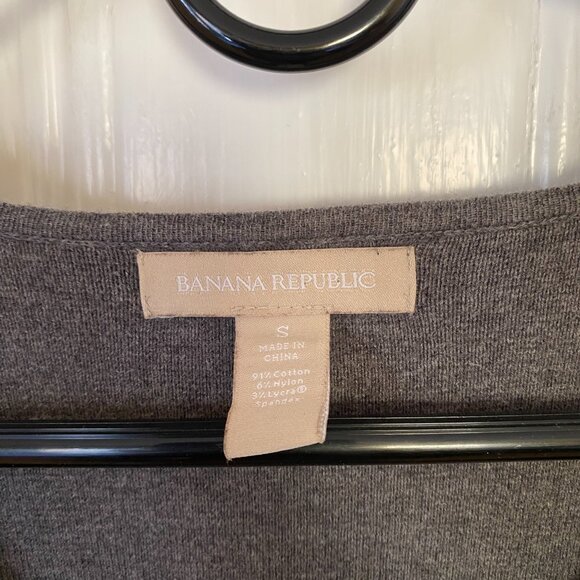 BANANA REPUBLIC
S
MADE IN
CHINA
91% Cotton
6% Nylon
3% Lycra®
Spandex